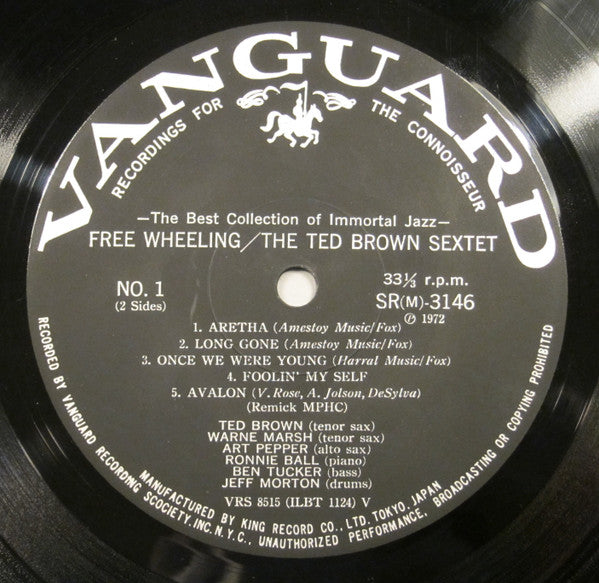 VANGUARD
RECORDINGS FOR THE CONNOISSEUR
—The Best Collection of Immortal Jazz—
FREE WHEELING/THE TED BROWN SEXTET
NO. 1
(2 Sides)
33⅓ r.p.m.
SR(M)-3146
℗ 1972
1. ARETHA (Amestoy Music/Fox)
2. LONG GONE (Amestoy Music/Fox)
3. ONCE WE WERE YOUNG (Harral Music/Fox)
4. FOOLIN' MY SELF
5. AVALON (V. Rose, A. Jolson, DeSylva)
(Remick MPHC)
TED BROWN (tenor sax)
WARNE MARSH (tenor sax)
ART PEPPER (alto sax)
RONNIE BALL (piano)
BEN TUCKER (bass)
JEFF MORTON (drums)
VRS 8515 (ILBT 1124) V
MANUFACTURED BY KING RECORD CO., LTD. TOKYO. JAPAN
RECORDED BY VANGUARD RECORDING SCOCIETY, INC. N.Y.C., UNAUTHORIZED PERFORMANCE, BROADCASTING OR COPYING PROHIBITED